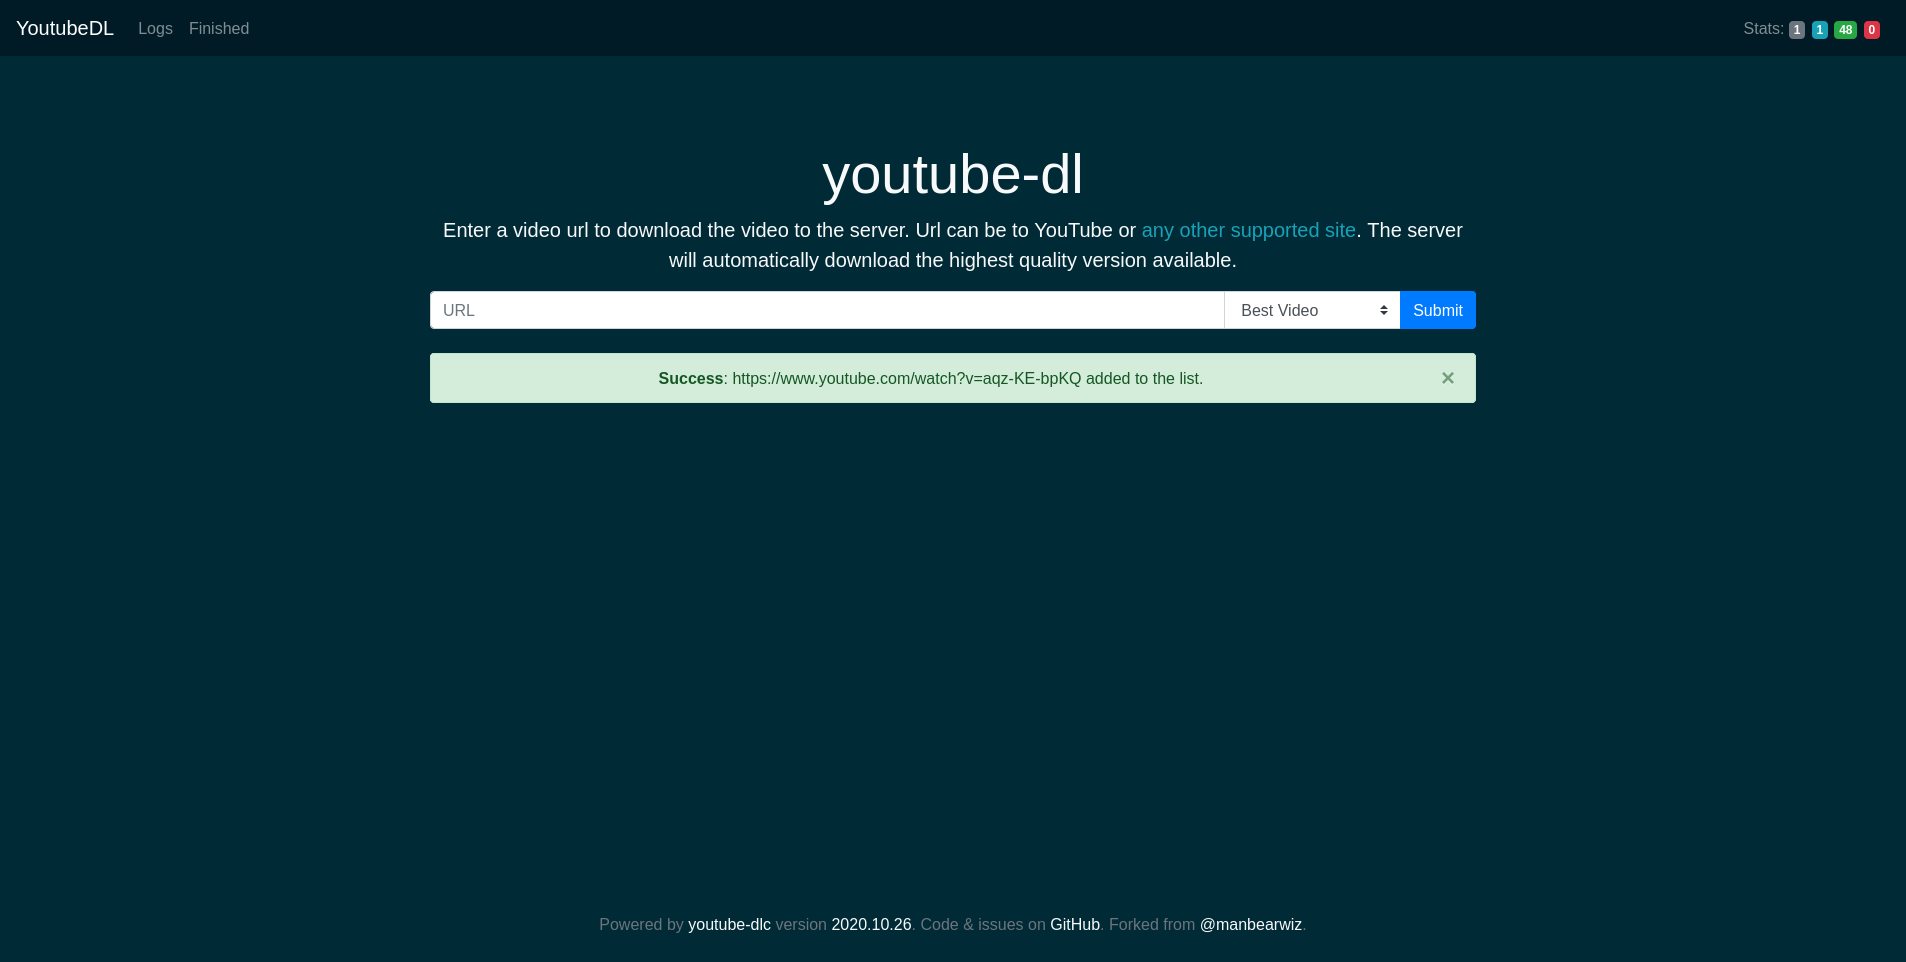 YoutubeDL Logs Finished Stats: 1 1 48 0
youtube-dl
Enter a video url to download the video to the server. Url can be to YouTube or any other supported site. The server
will automatically download the highest quality version available.
URL Best Video Submit
Success: https://www.youtube.com/watch?v=aqz-KE-bpKQ added to the list. ×
Powered by youtube-dlc version 2020.10.26. Code & issues on GitHub. Forked from @manbearwiz.